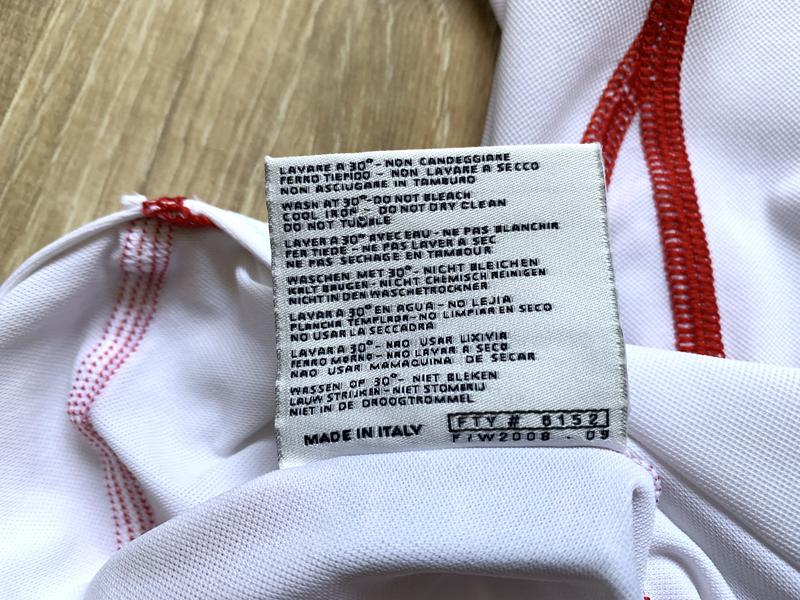 LAVARE A 30° - NON CANDEGGIARE
FERRO TIEPIDO - NON LAVARE A SECCO
NON ASCIUGARE IN TAMBURO
WASH AT 30° - DO NOT BLEACH
COOL IRON - DO NOT DRY CLEAN
DO NOT TUMBLE
LAVER A 30° AVEC EAU - NE PAS BLANCHIR
FER TIEDE - NE PAS LAVER A SEC
NE PAS SECHAGE EN TAMBOUR
WASCHEN MET 30° - NICHT BLEICHEN
KALT BRUGER - NICHT CHEMISCH REINIGEN
NICHT IN DEN WASCHETROCKNER
LAVAR A 30° EN AGUA - NO LEJIA
PLANCHA TEMPLADA - NO LIMPIAR EN SECO
NO USAR LA SECCADRA
LAVAR A 30° - NAO USAR LIXIVIA
FERRO MORNO - NAO LAVAR A SECO
NAO USAR MAMAQUINA DE SECAR
WASSEN OP 30° - NIET BLEKEN
LAUW STRIJKEN - NIET STOMERIJ
NIET IN DE DROOGTROMMEL
MADE IN ITALY FTY # 6152
F/W2008 - 09